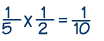 1/5 x 1/2 = 1/10